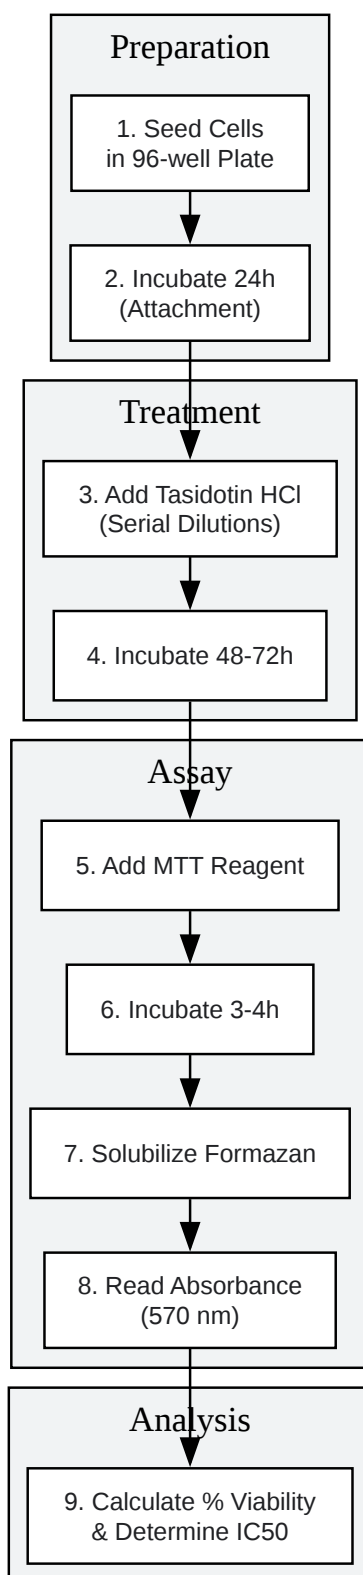 Preparation
1. Seed Cells
in 96-well Plate
2. Incubate 24h
(Attachment)
Treatment
3. Add Tasidotin HCl
(Serial Dilutions)
4. Incubate 48-72h
Assay
5. Add MTT Reagent
6. Incubate 3-4h
7. Solubilize Formazan
8. Read Absorbance
(570 nm)
Analysis
9. Calculate % Viability
& Determine IC50